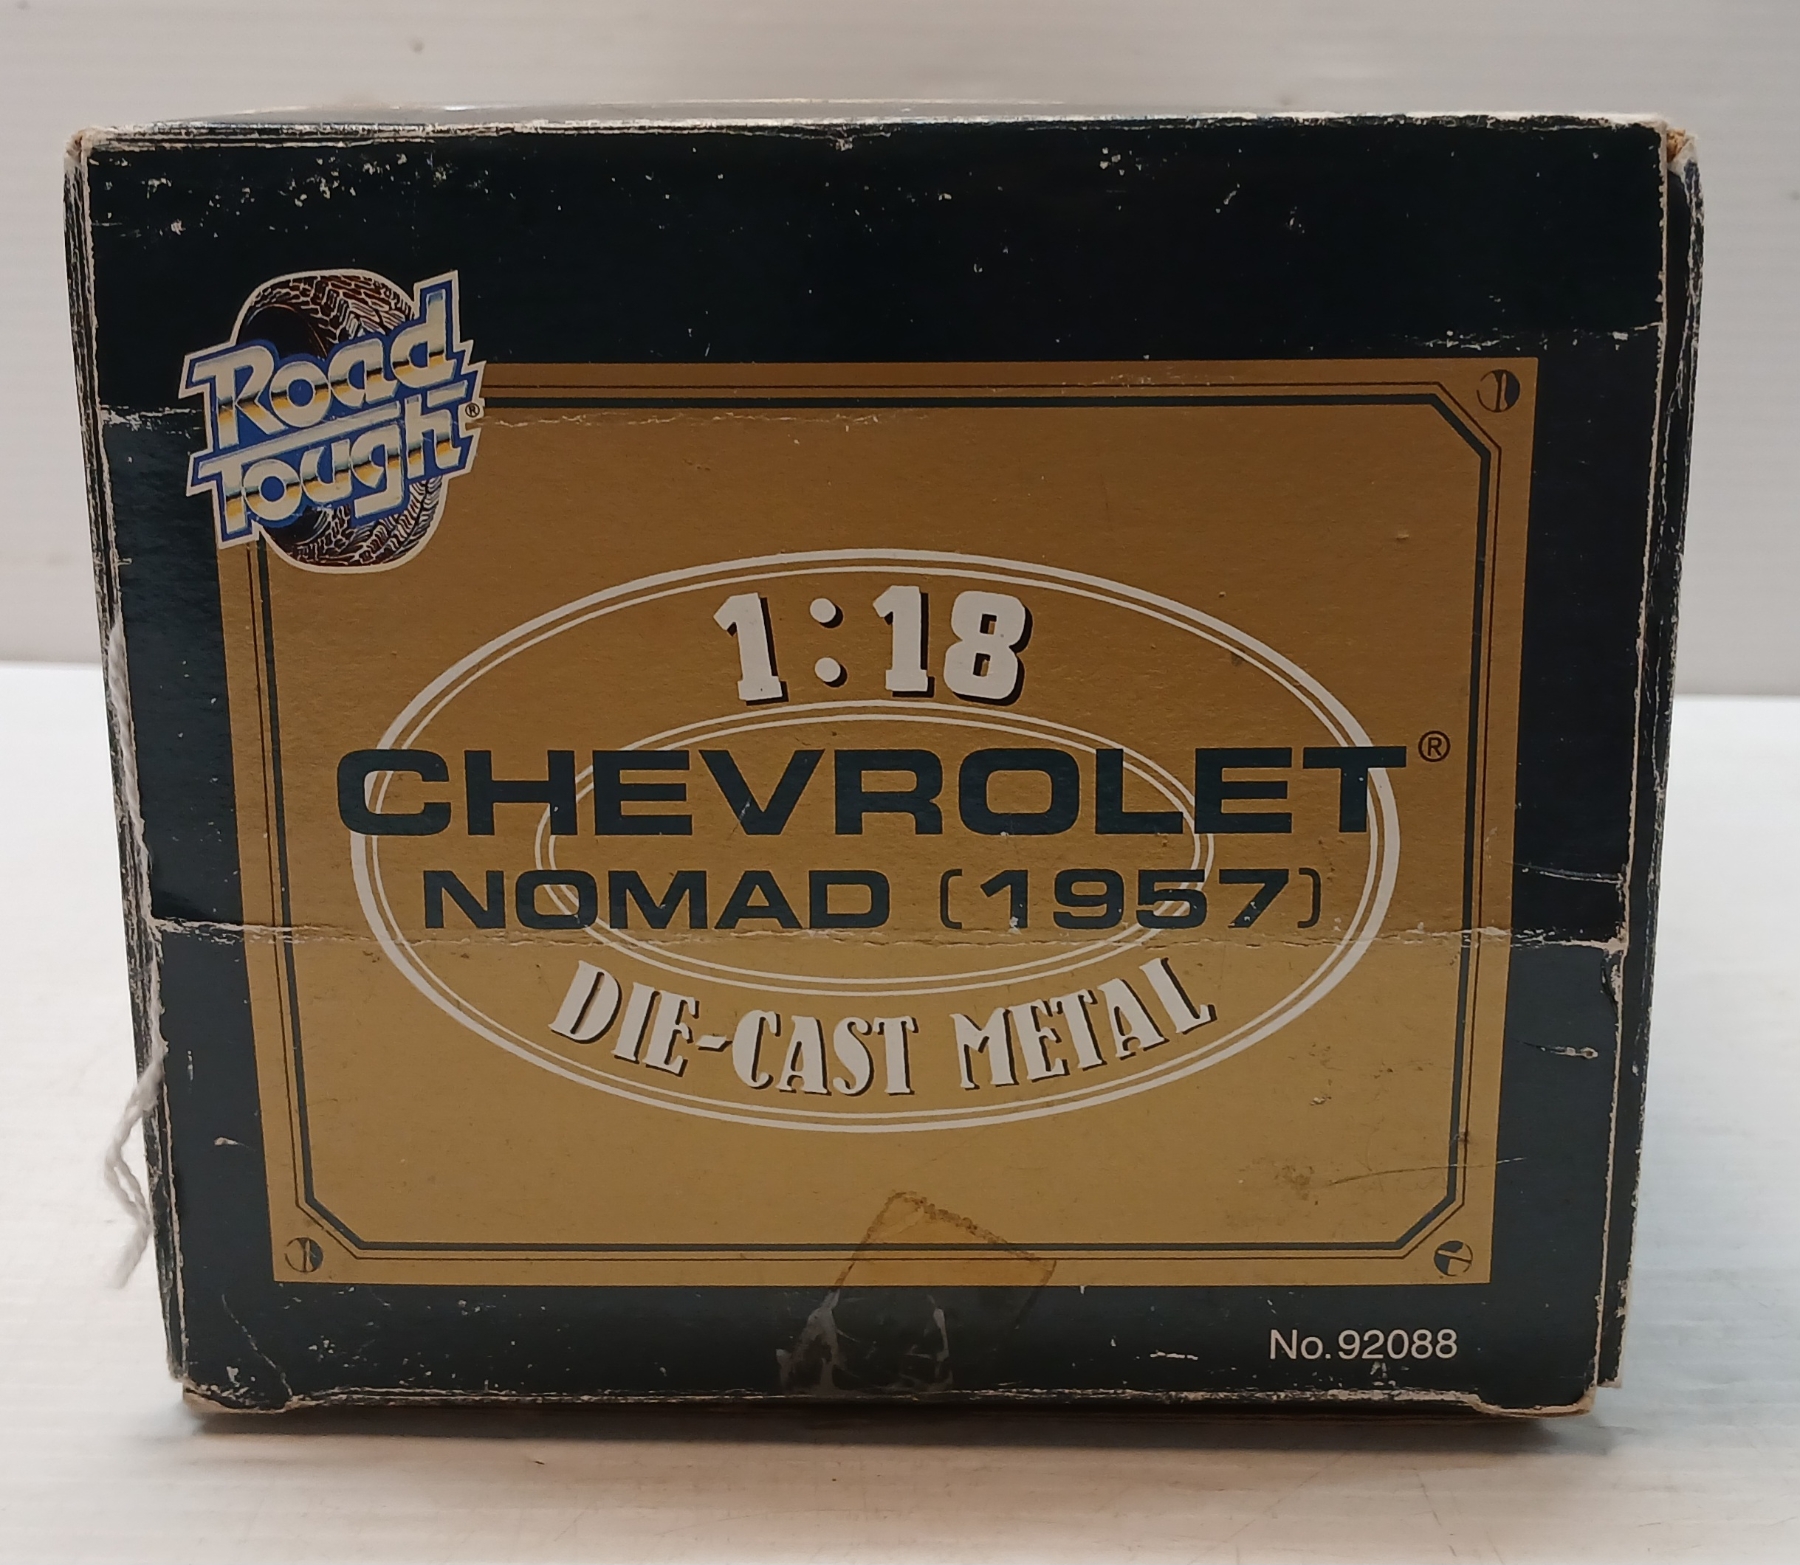 Road
Tough®
1:18
CHEVROLET®
NOMAD (1957)
DIE-CAST METAL
No.92088